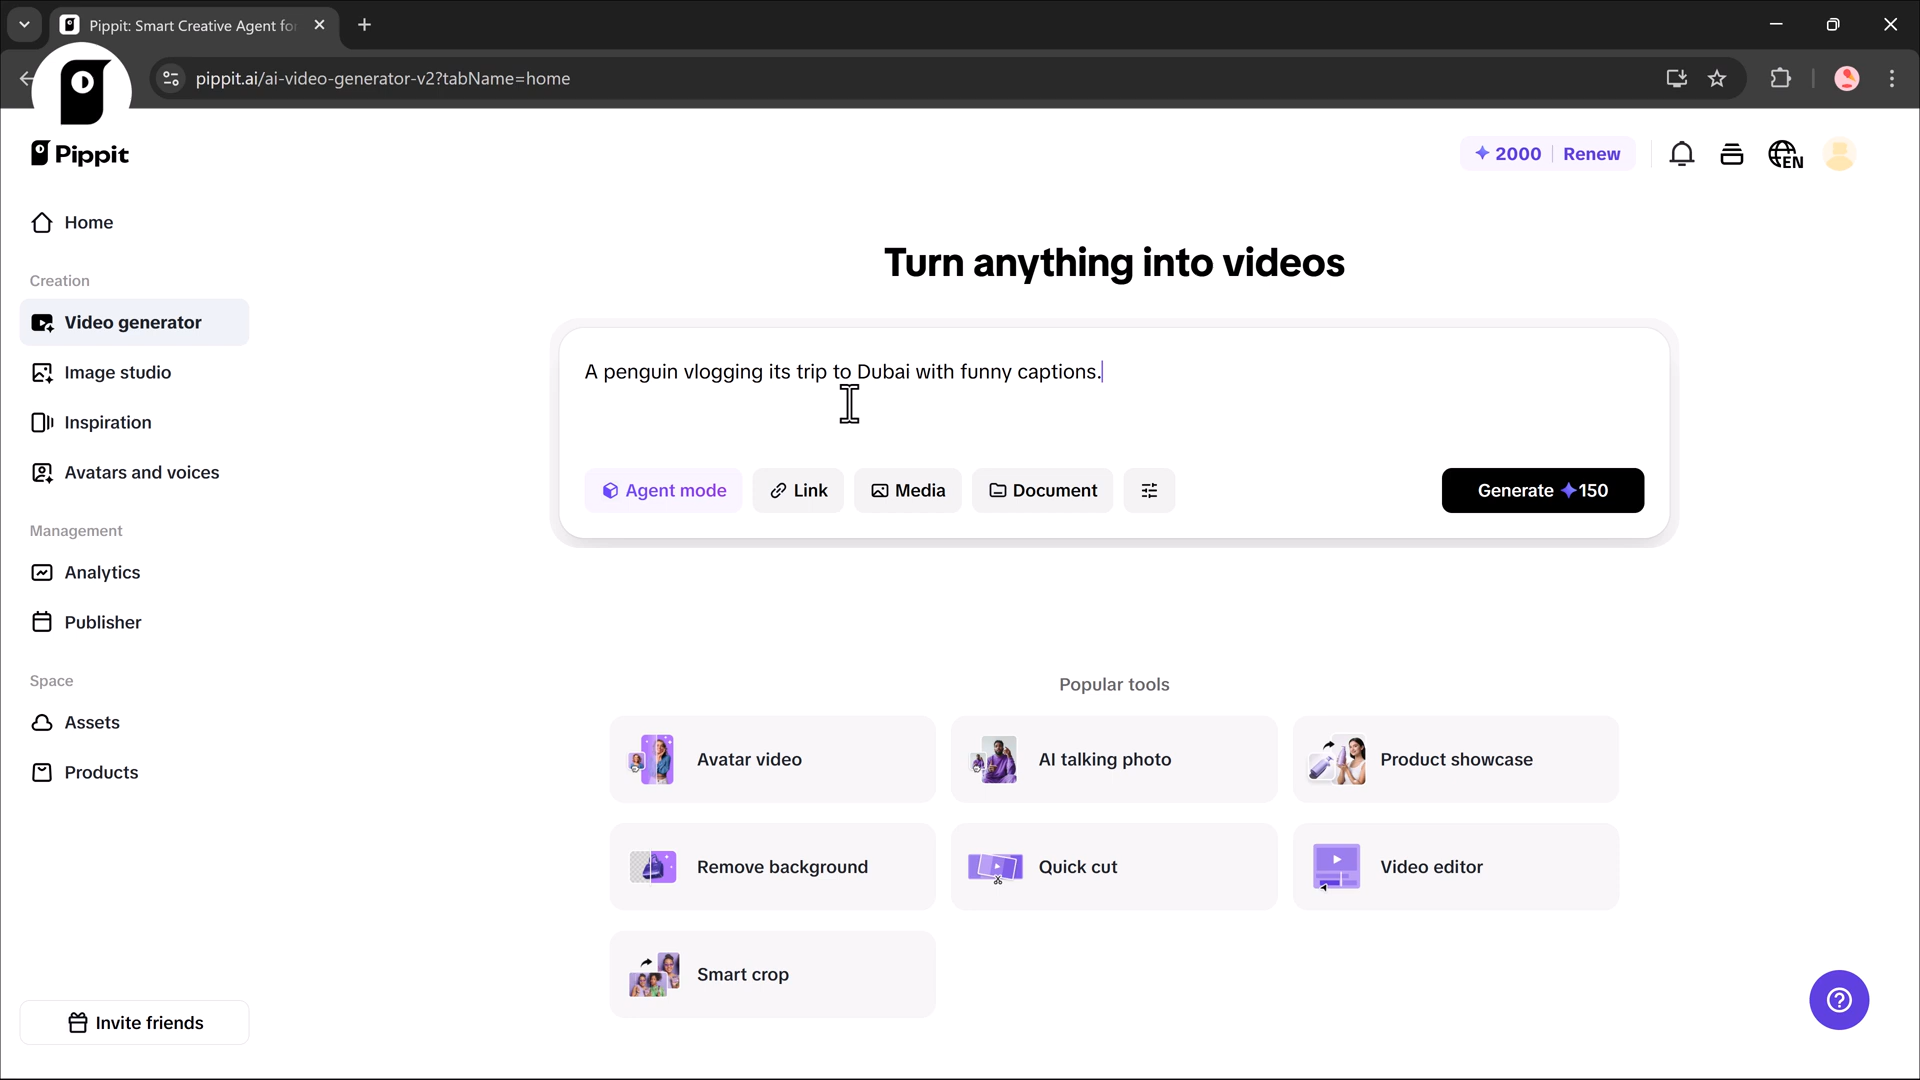 Pippit: Smart Creative Agent fo
pippit.ai/ai-video-generator-v2?tabName=home
Pippit
2000 | Renew
EN
Home
Creation
Video generator
Image studio
Inspiration
Avatars and voices
Management
Analytics
Publisher
Space
Assets
Products
Invite friends
Turn anything into videos
A penguin vlogging its trip to Dubai with funny captions.
Agent mode
Link
Media
Document
Generate 150
Popular tools
Avatar video
AI talking photo
Product showcase
Remove background
Quick cut
Video editor
Smart crop